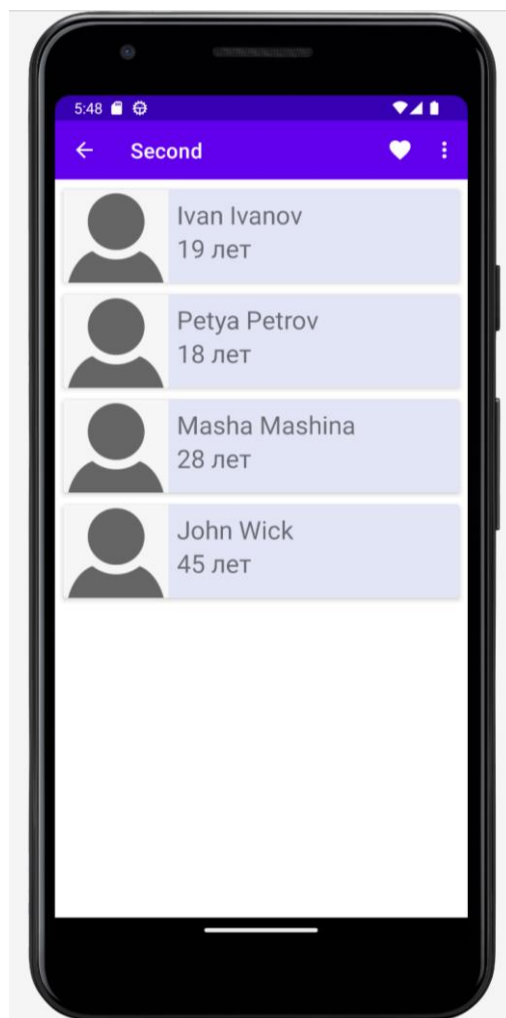 5:48
Second
Ivan Ivanov
19 лет
Petya Petrov
18 лет
Masha Mashina
28 лет
John Wick
45 лет